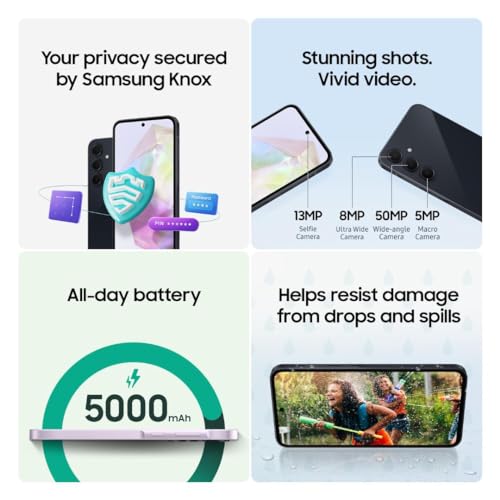 Your privacy secured
by Samsung Knox
Password
****
PIN ******
Stunning shots.
Vivid video.
13MP
Selfie
Camera
8MP
Ultra Wide
Camera
50MP
Wide-angle
Camera
5MP
Macro
Camera
All-day battery
5000mAh
Helps resist damage
from drops and spills